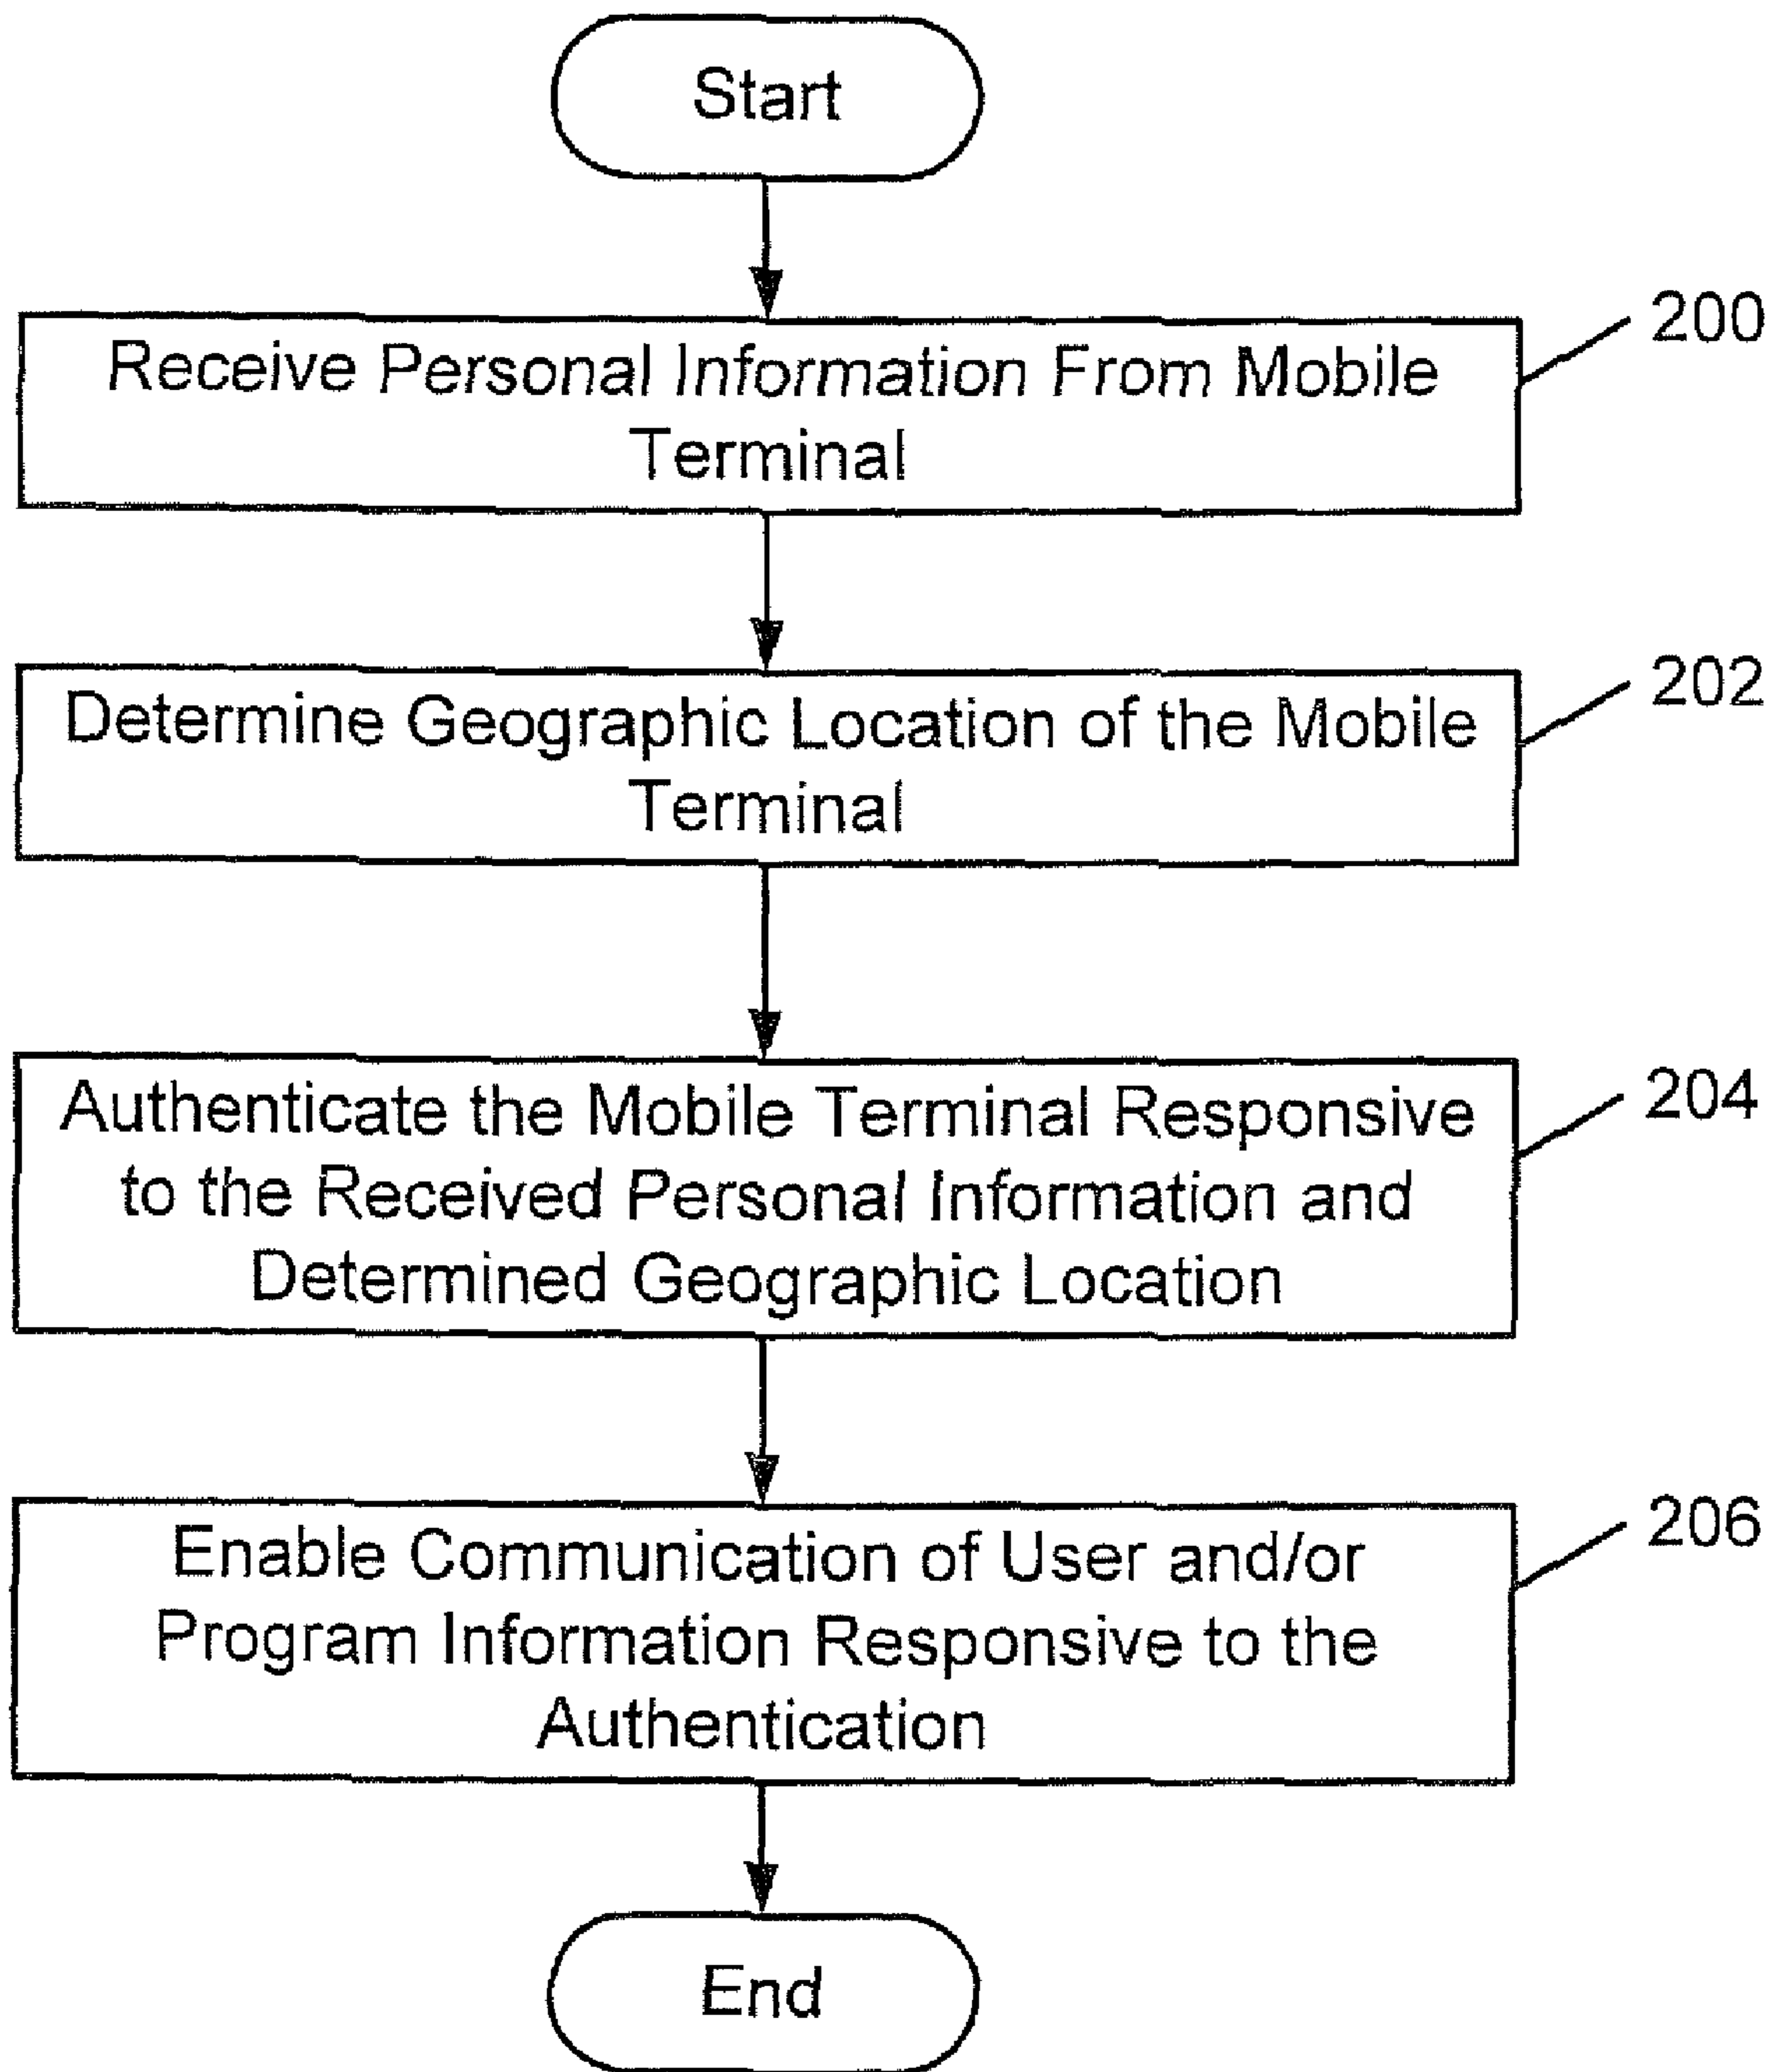 Start
200
Receive Personal Information From Mobile
Terminal
202
Determine Geographic Location of the Mobile
Terminal
204
Authenticate the Mobile Terminal Responsive
to the Received Personal Information and
Determined Geographic Location
206
Enable Communication of User and/or
Program Information Responsive to the
Authentication
End